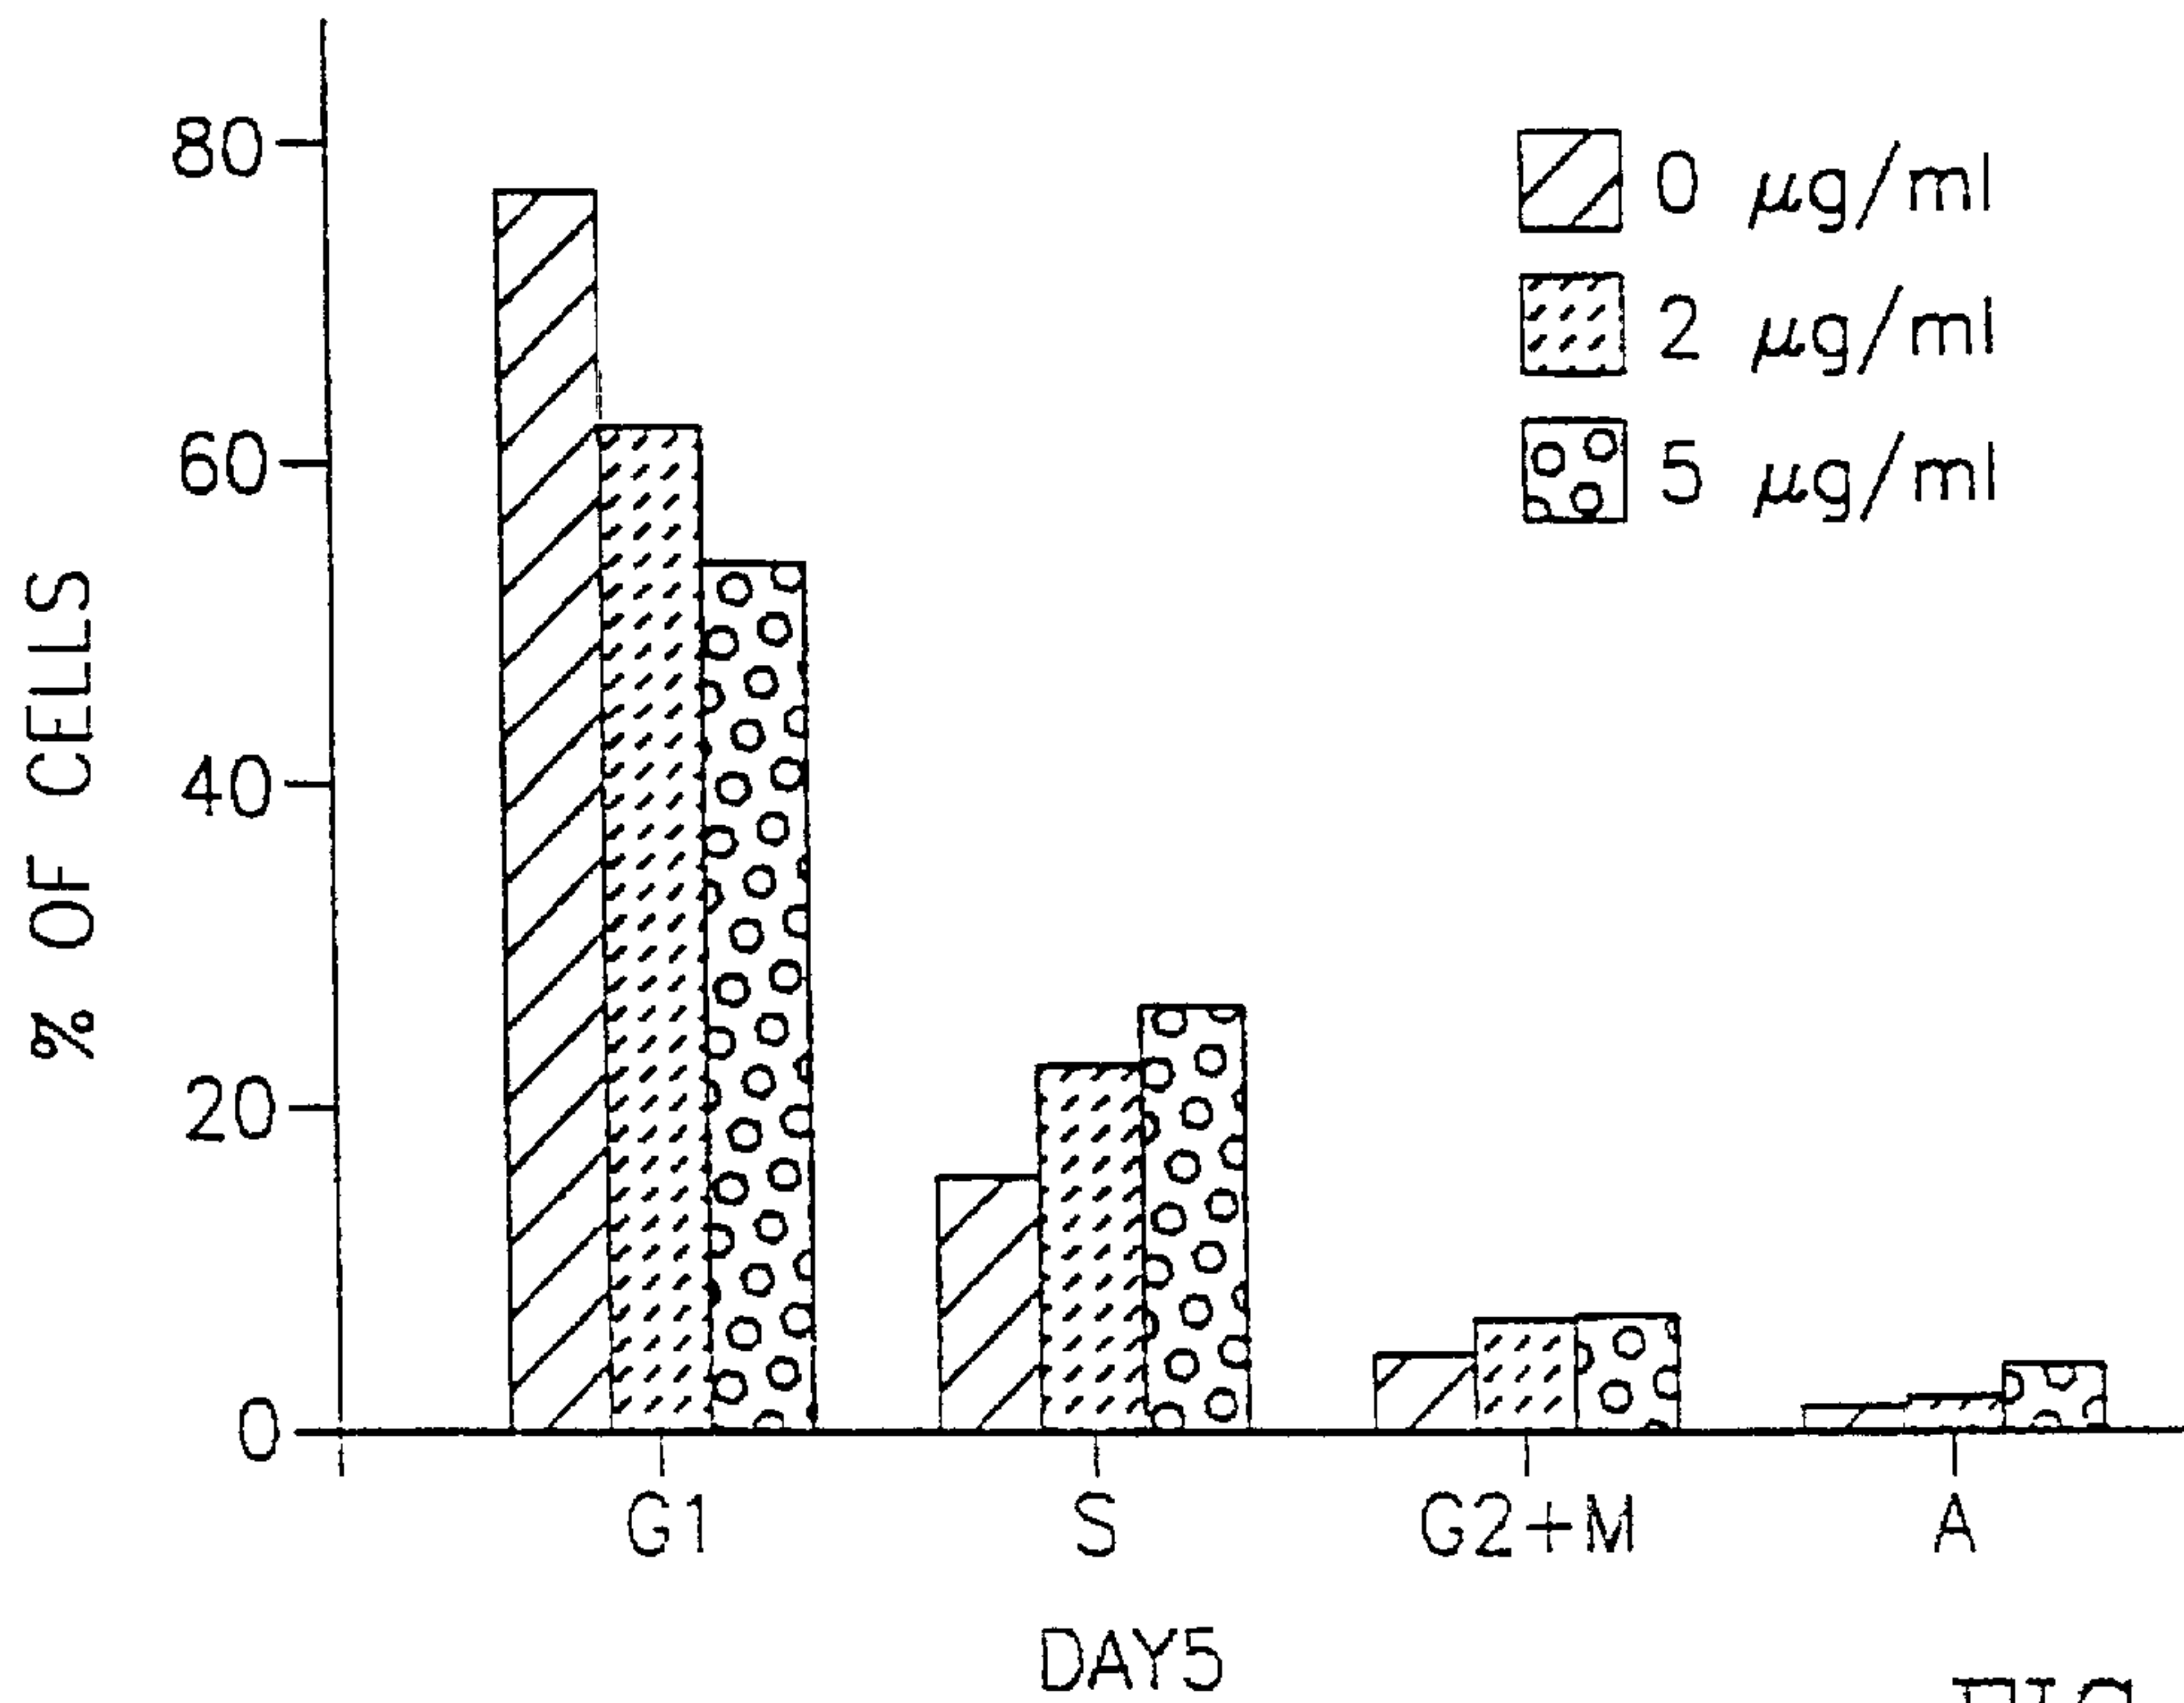 80
60
40
20
0
% OF CELLS
0 μg/ml
2 μg/ml
5 μg/ml
G1 S G2+M A
DAY5